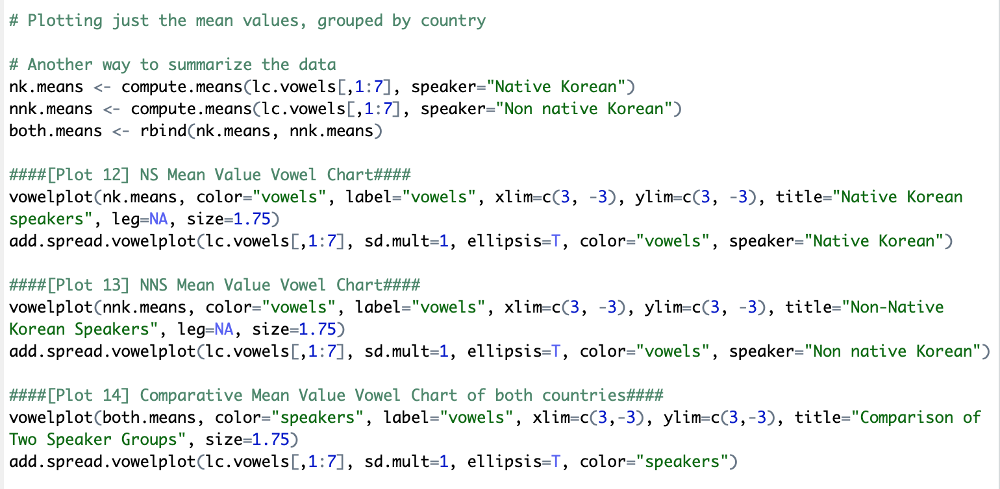 # Plotting just the mean values, grouped by country
# Another way to summarize the data
nk.means <- compute.means(lc.vowels[,1:7], speaker="Native Korean")
nnk.means <- compute.means(lc.vowels[,1:7], speaker="Non native Korean")
both.means <- rbind(nk.means, nnk.means)
####[Plot 12] NS Mean Value Vowel Chart####
vowelplot(nk.means, color="vowels", label="vowels", xlim=c(3, -3), ylim=c(3, -3), title="Native Korean
speakers", leg=NA, size=1.75)
add.spread.vowelplot(lc.vowels[,1:7], sd.mult=1, ellipsis=T, color="vowels", speaker="Native Korean")
####[Plot 13] NNS Mean Value Vowel Chart####
vowelplot(nnk.means, color="vowels", label="vowels", xlim=c(3, -3), ylim=c(3, -3), title="Non-Native
Korean Speakers", leg=NA, size=1.75)
add.spread.vowelplot(lc.vowels[,1:7], sd.mult=1, ellipsis=T, color="vowels", speaker="Non native Korean")
####[Plot 14] Comparative Mean Value Vowel Chart of both countries####
vowelplot(both.means, color="speakers", label="vowels", xlim=c(3,-3), ylim=c(3,-3), title="Comparison of
Two Speaker Groups", size=1.75)
add.spread.vowelplot(lc.vowels[,1:7], sd.mult=1, ellipsis=T, color="speakers")